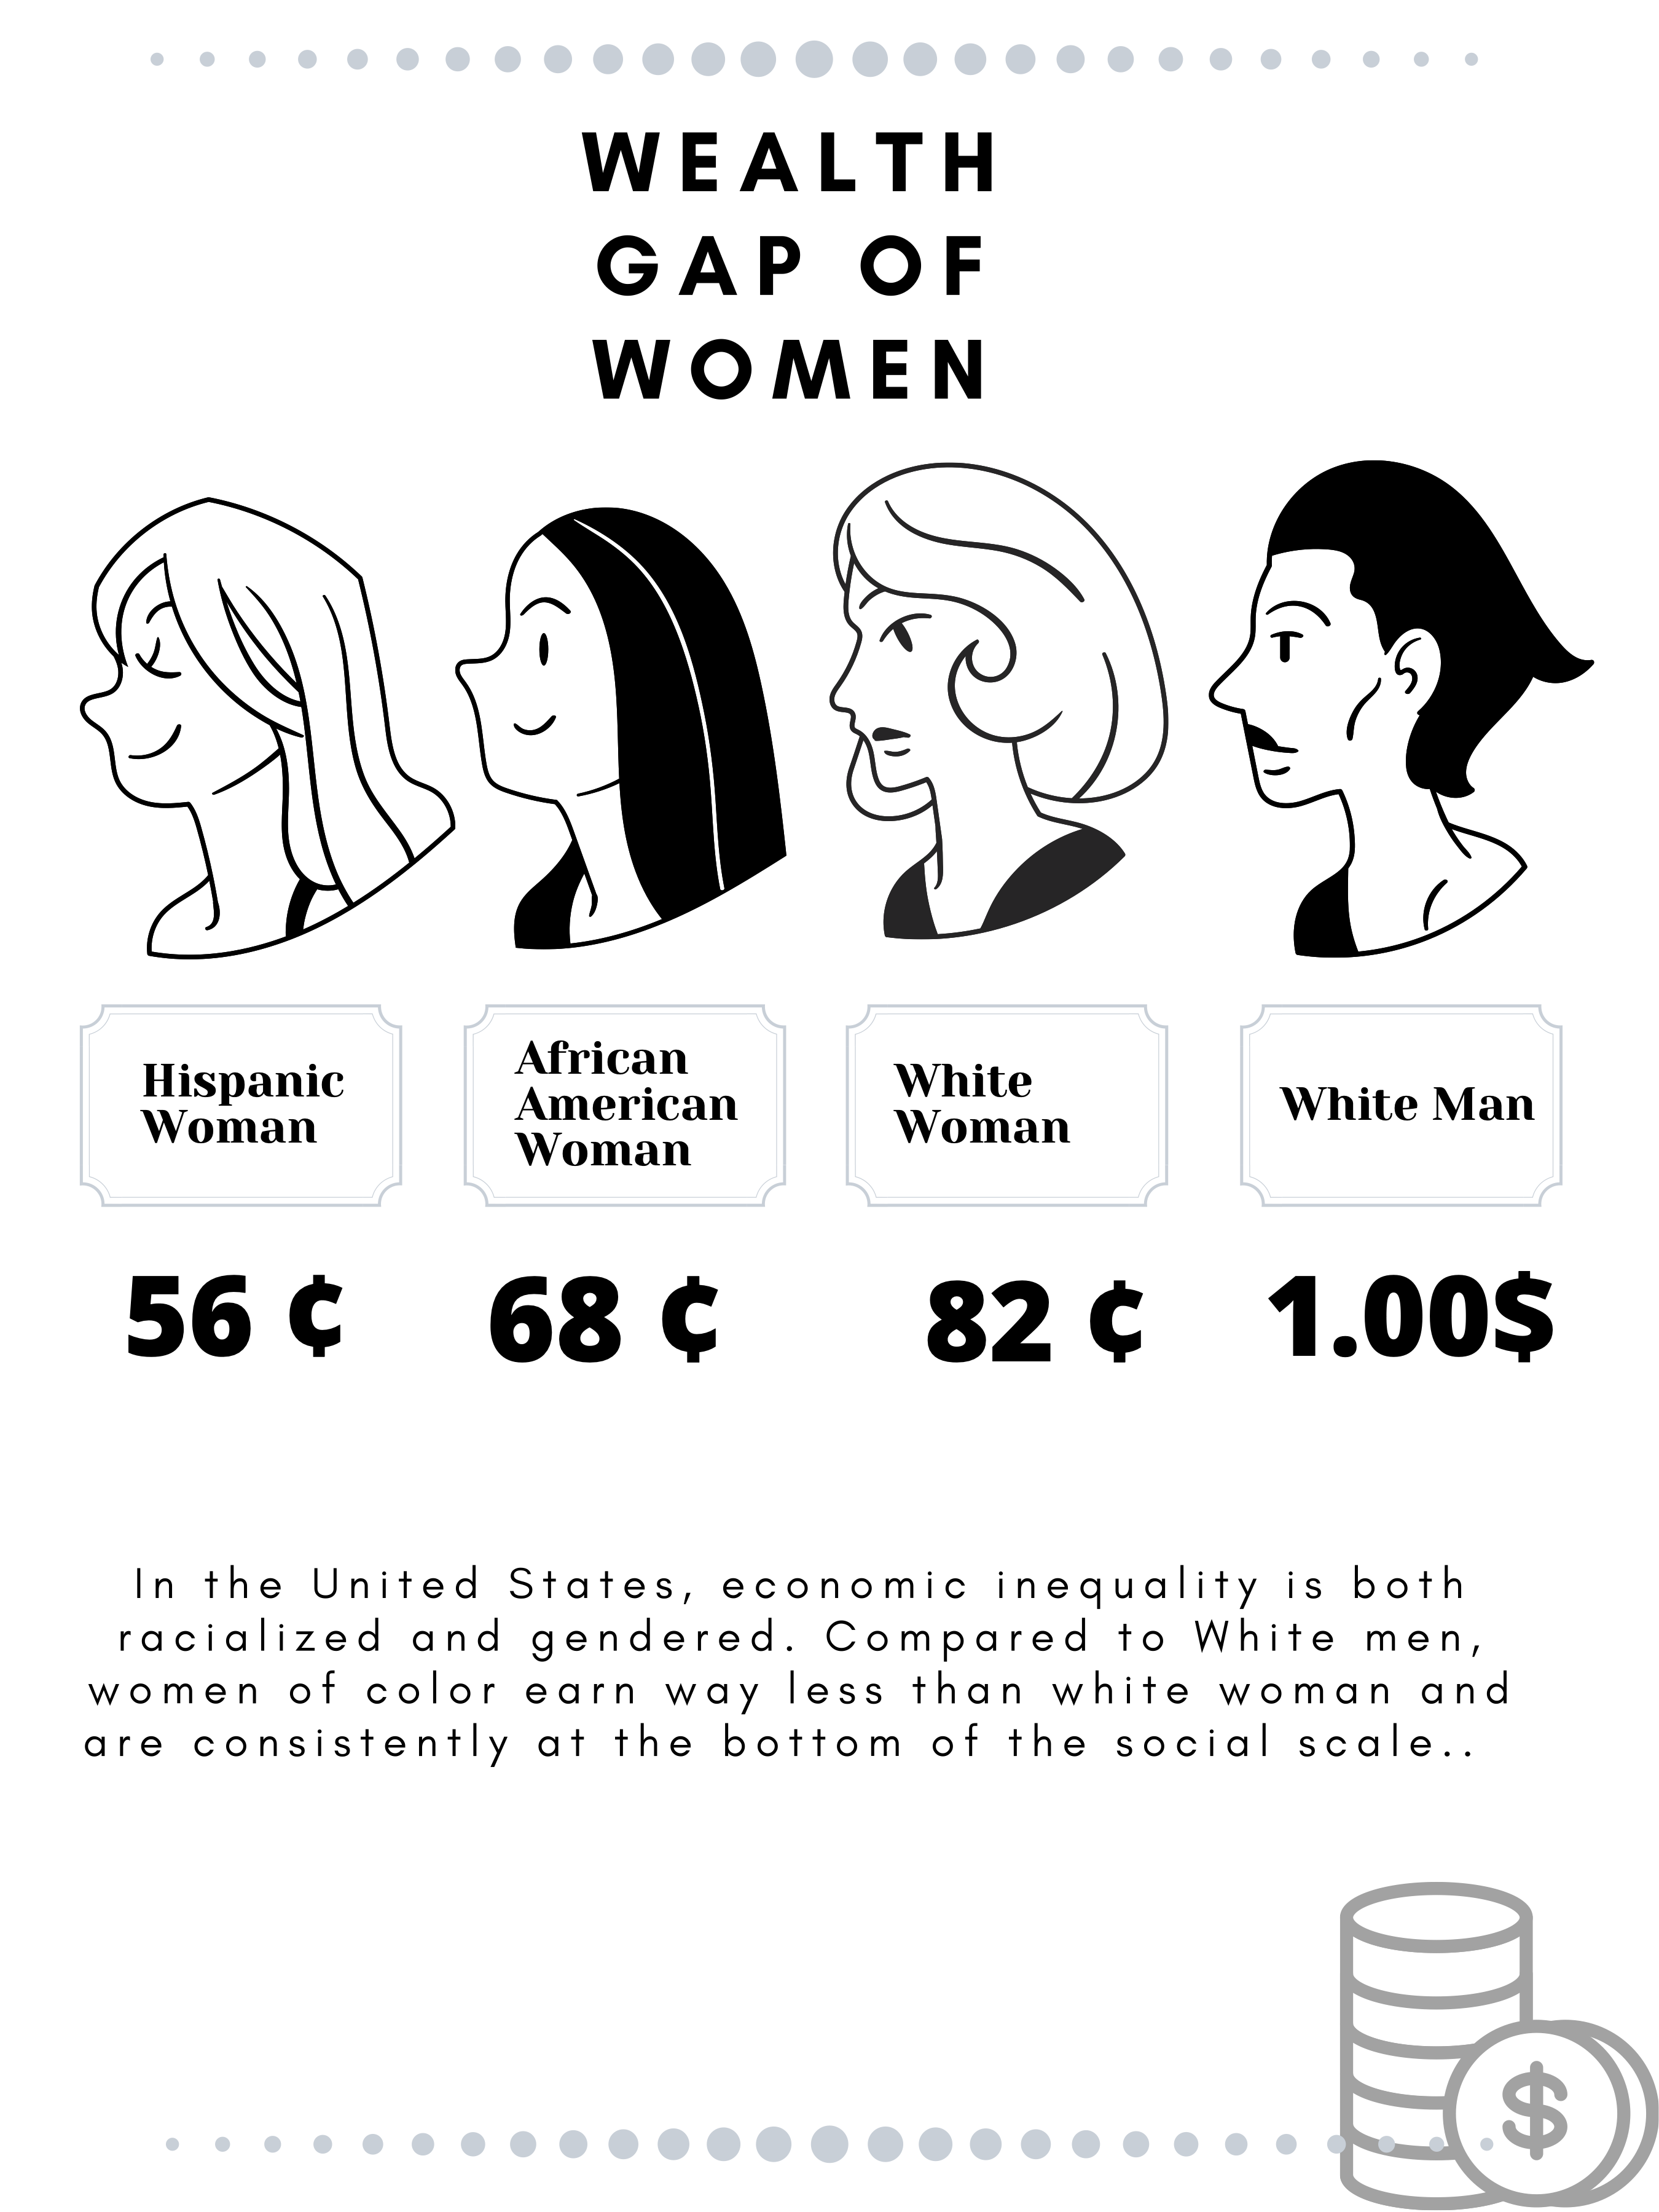 WEALTH
GAP OF
WOMEN
Hispanic
Woman
African
American
Woman
White
Woman
White Man
56 ¢
68 ¢
82 ¢
1.00$
In the United States, economic inequality is both
racialized and gendered. Compared to White men,
women of color earn way less than white woman and
are consistently at the bottom of the social scale..
$